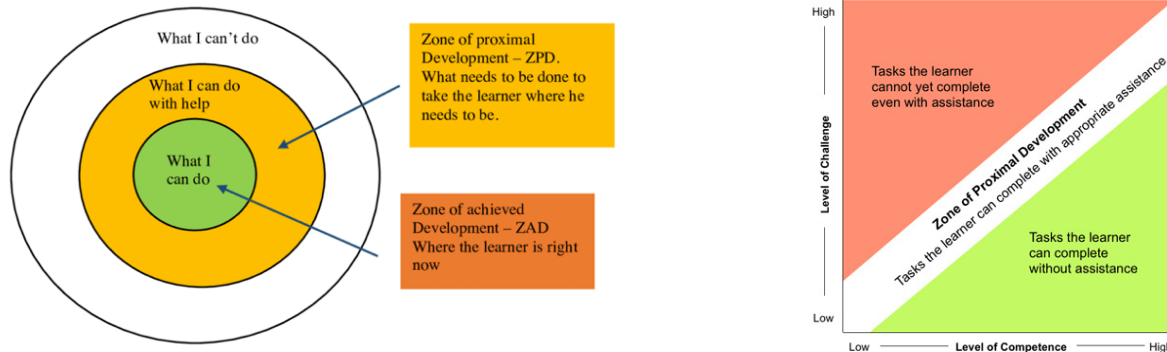 What I can't do
What I can do
with help
What I
can do
Zone of proximal
Development – ZPD.
What needs to be done to
take the learner where he
needs to be.
Zone of achieved
Development – ZAD
Where the learner is right
now
High
Level of Challenge
Low
Tasks the learner
cannot yet complete
even with assistance
Zone of Proximal Development
Tasks the learner can complete with appropriate assistance
Tasks the learner
can complete
without assistance
Low
Level of Competence
High